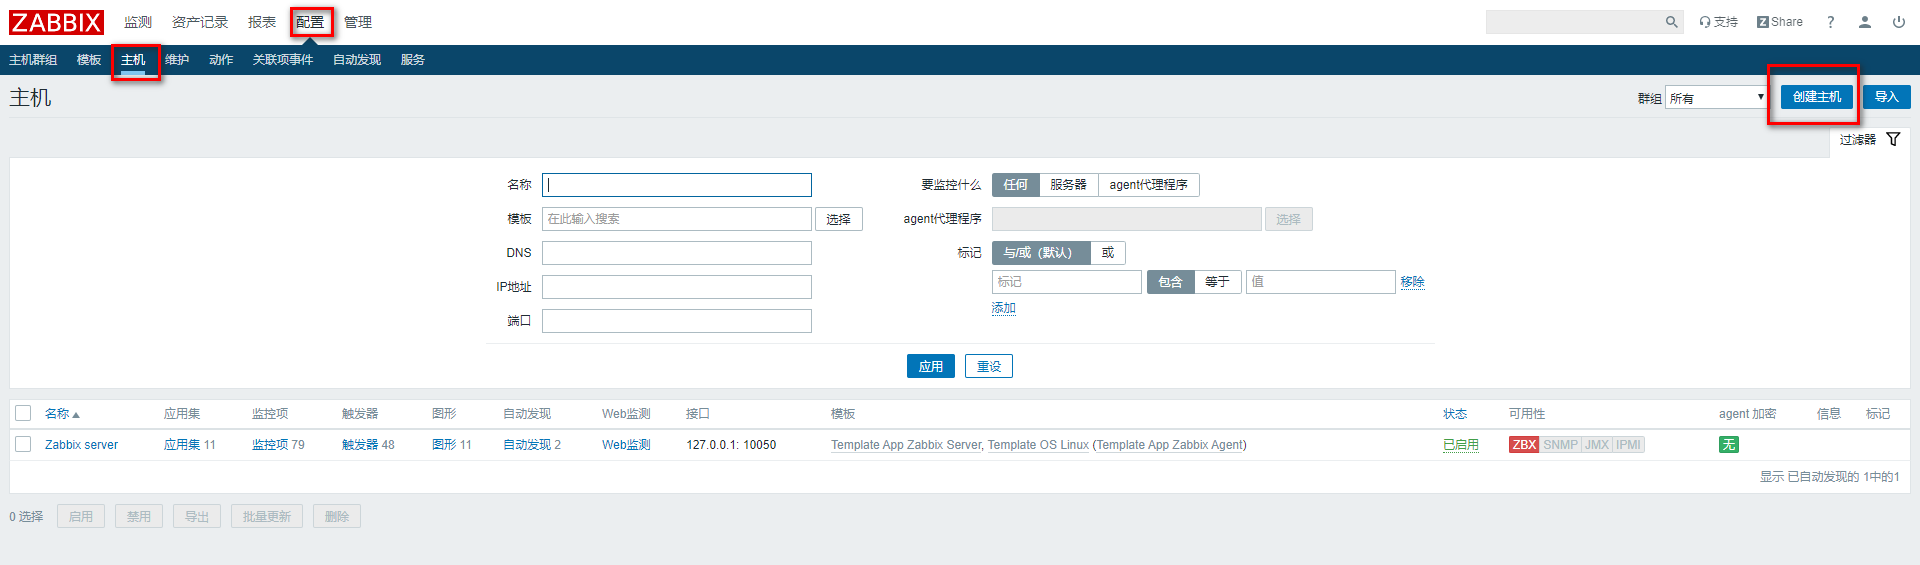 ZABBIX 监测 资产记录 报表 配置 管理 支持 Z Share ?
主机群组 模板 主机 维护 动作 关联项事件 自动发现 服务
主机 群组 所有 创建主机 导入
过滤器
名称 要监控什么 任何 服务器 agent代理程序
模板 在此输入搜索 选择 agent代理程序 选择
DNS 标记 与/或（默认） 或
IP地址 标记 包含 等于 值 移除
端口 添加
应用 重设
名称 应用集 监控项 触发器 图形 自动发现 Web监测 接口 模板 状态 可用性 agent 加密 信息 标记
Zabbix server 应用集 11 监控项 79 触发器 48 图形 11 自动发现 2 Web监测 127.0.0.1: 10050 Template App Zabbix Server, Template OS Linux (Template App Zabbix Agent) 已启用 ZBX SNMP JMX IPMI 无
显示 已自动发现的 1中的1
0 选择 启用 禁用 导出 批量更新 删除